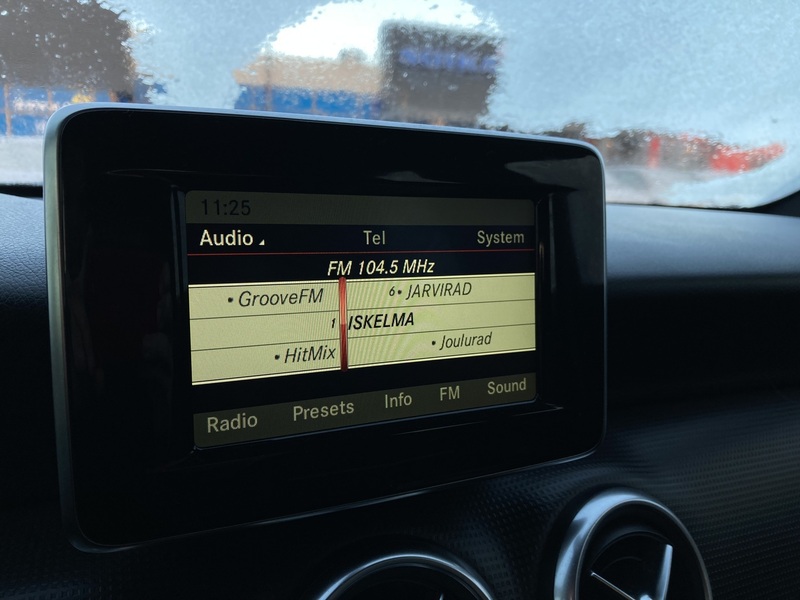 11:25
Audio Tel System
FM 104.5 MHz
• GrooveFM 6• JARVIRAD
1 ISKELMA
• HitMix • Joulurad
Radio Presets Info FM Sound